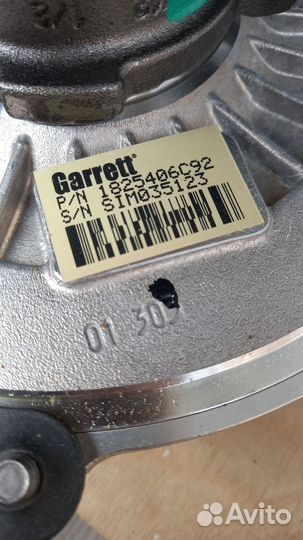 Garrett®
P/N 1825406C92
S/N SIM035123
01 30
Avito